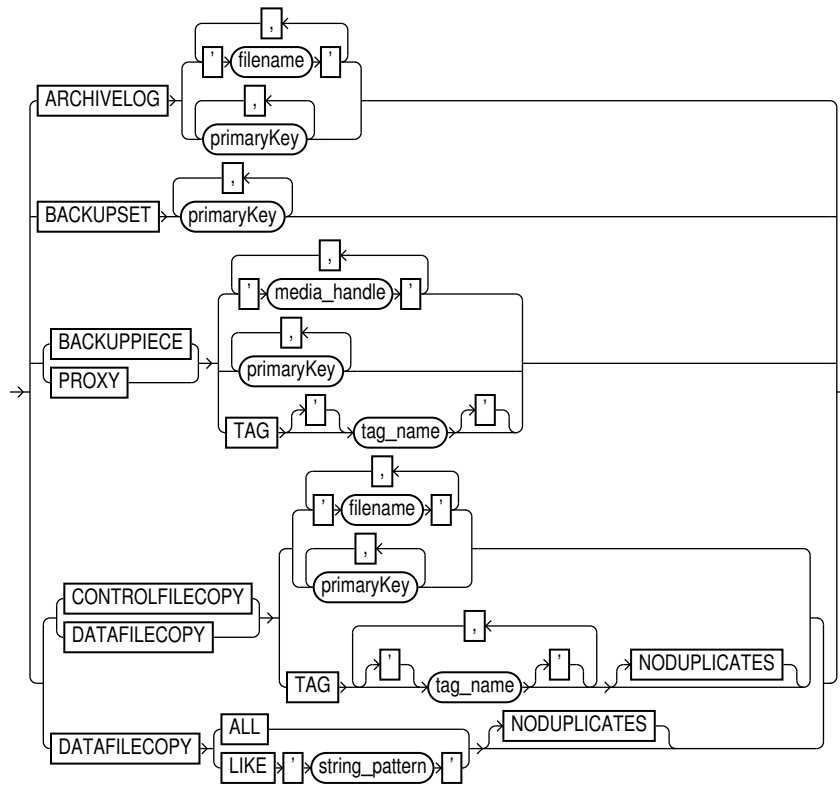 ,
' filename '
ARCHIVELOG
,
primaryKey
,
BACKUPSET primaryKey
,
' media_handle '
,
BACKUPPIECE
primaryKey
PROXY
' '
TAG tag_name
,
' filename '
,
primaryKey
CONTROLFILECOPY
,
DATAFILECOPY
' ' NODUPLICATES
TAG tag_name
ALL NODUPLICATES
DATAFILECOPY
LIKE ' string_pattern '